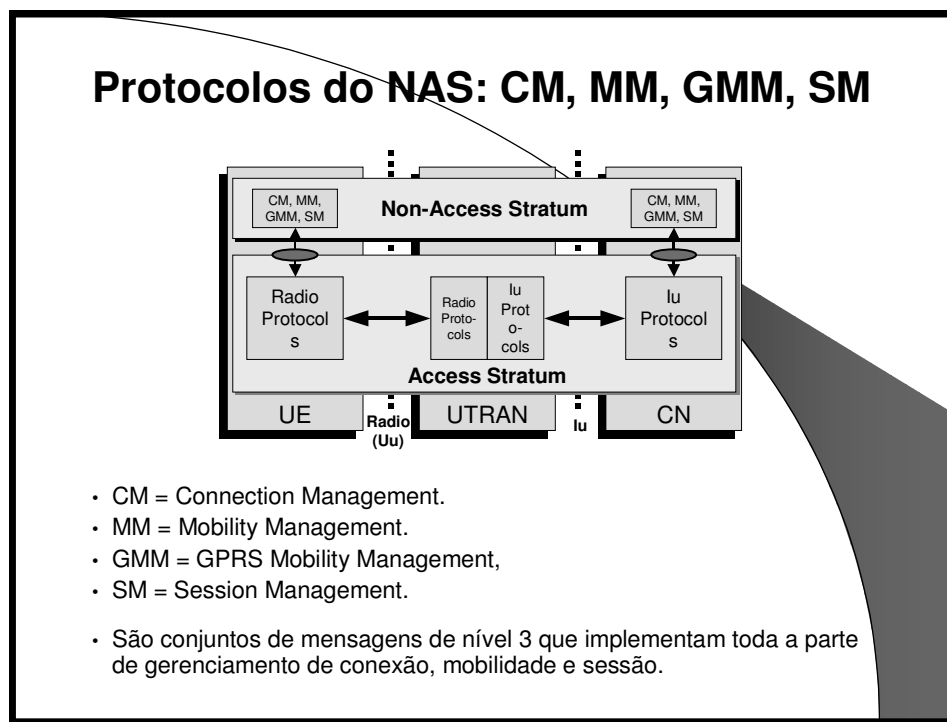 Protocolos do NAS: CM, MM, GMM, SM
CM, MM,
GMM, SM
Non-Access Stratum
CM, MM,
GMM, SM
Radio
Protocol
s
Radio
Proto-
cols
Iu
Prot
o-
cols
Iu
Protocol
s
Access Stratum
UE
Radio
(Uu)
UTRAN
Iu
CN
• CM = Connection Management.
• MM = Mobility Management.
• GMM = GPRS Mobility Management,
• SM = Session Management.
• São conjuntos de mensagens de nível 3 que implementam toda a parte
de gerenciamento de conexão, mobilidade e sessão.